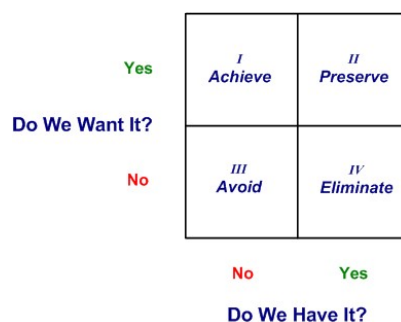 I
Achieve
II
Preserve
Yes
Do We Want It?
No
III
Avoid
IV
Eliminate
No
Yes
Do We Have It?